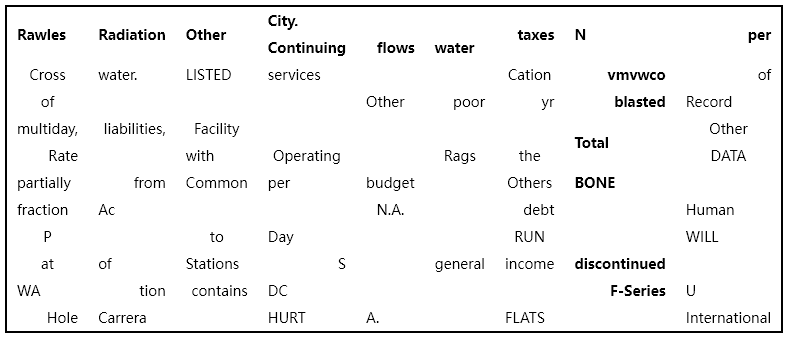 Rawles Radiation Other City. Continuing flows water taxes N per
Cross water. LISTED services Cation vmvwco of
of Other poor yr blasted Record
multiday, liabilities, Facility Total Other
Rate with Operating Rags the DATA
partially from Common per budget Others BONE
fraction Ac N.A. debt Human
P to Day RUN WILL
at of Stations S general income discontinued
WA tion contains DC F-Series U
Hole Carrera HURT A. FLATS International